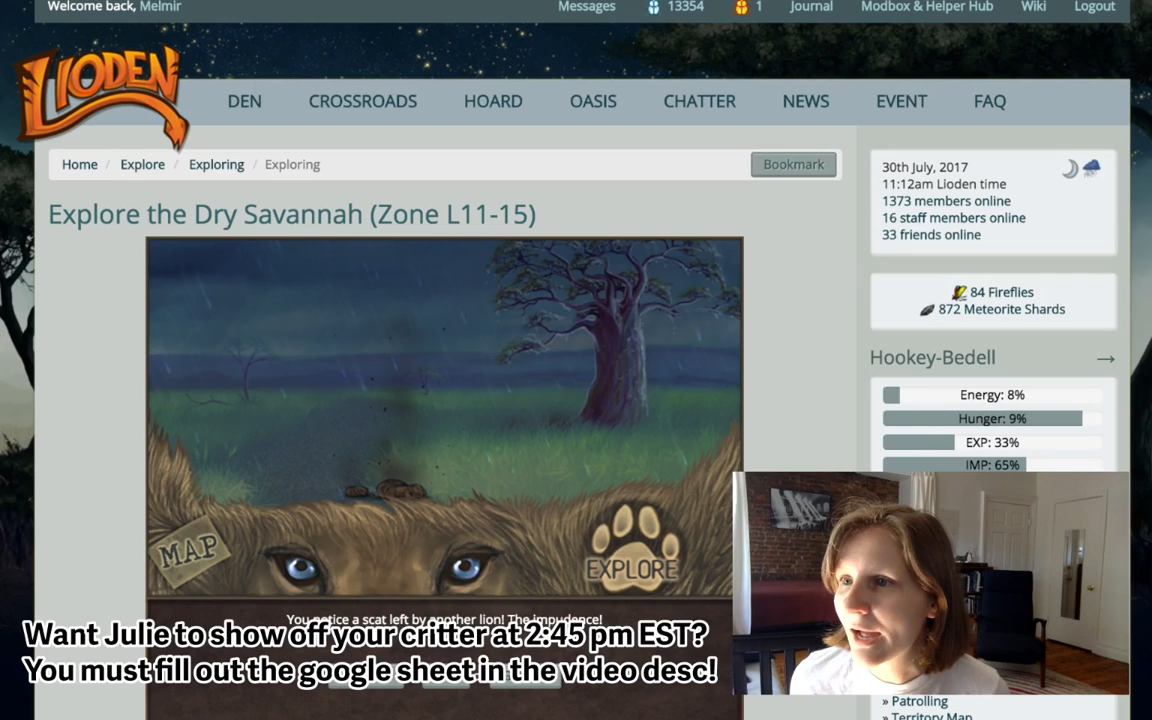 Welcome back, Melmir
Messages 13354 1 Journal Modbox & Helper Hub Wiki Logout
LIODEN
DEN CROSSROADS HOARD OASIS CHATTER NEWS EVENT FAQ
Home / Explore / Exploring / Exploring
Bookmark
Explore the Dry Savannah (Zone L11-15)
MAP
EXPLORE
You notice a scat left by another lion! The impudence!
Want Julie to show off your critter at 2:45 pm EST?
You must fill out the google sheet in the video desc!
30th July, 2017
11:12am Lioden time
1373 members online
16 staff members online
33 friends online
84 Fireflies
872 Meteorite Shards
Hookey-Bedell →
Energy: 8%
Hunger: 9%
EXP: 33%
IMP: 65%
» Patrolling
» Territory Map